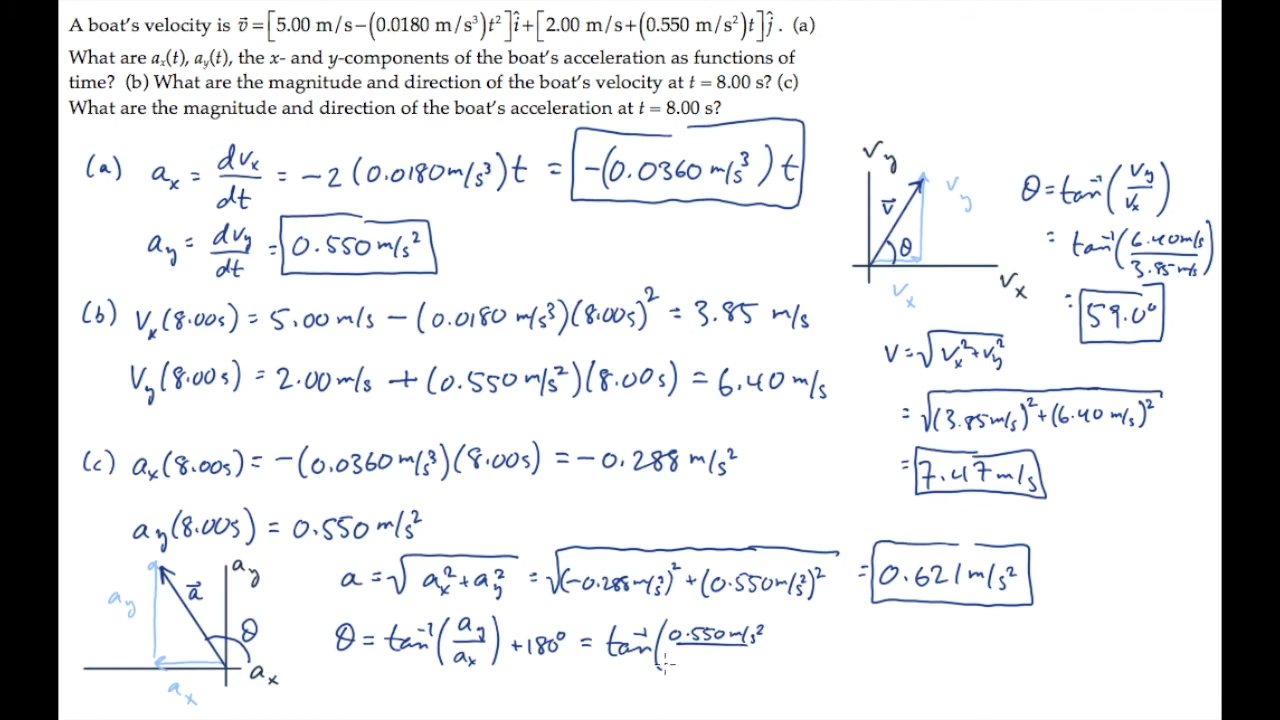 A boat's velocity is v⃗ = [5.00 m/s−(0.0180 m/s³)t²]î+[2.00 m/s+(0.550 m/s²)t]ĵ. (a)
What are aₓ(t), a_y(t), the x- and y-components of the boat's acceleration as functions of
time? (b) What are the magnitude and direction of the boat's velocity at t = 8.00 s? (c)
What are the magnitude and direction of the boat's acceleration at t = 8.00 s?
(a) aₓ = dvₓ/dt = −2(0.0180 m/s³)t = −(0.0360 m/s³)t
a_y = dv_y/dt = 0.550 m/s²
(b) vₓ(8.00s) = 5.00 m/s − (0.0180 m/s³)(8.00s)² = 3.85 m/s
v_y(8.00s) = 2.00 m/s + (0.550 m/s²)(8.00s) = 6.40 m/s
v_y
v⃗
v_y
θ
vₓ
vₓ
θ = tan⁻¹(v_y/vₓ)
= tan⁻¹(6.40 m/s / 3.85 m/s)
= 59.0°
v = √(vₓ²+v_y²)
= √((3.85 m/s)²+(6.40 m/s)²)
= 7.47 m/s
(c) aₓ(8.00s) = −(0.0360 m/s³)(8.00s) = −0.288 m/s²
a_y(8.00s) = 0.550 m/s²
a_y
a⃗
a_y
θ
aₓ
aₓ
a = √(aₓ²+a_y²) = √((−0.288 m/s²)²+(0.550 m/s²)²) = 0.621 m/s²
θ = tan⁻¹(a_y/aₓ) +180° = tan⁻¹(0.550 m/s²